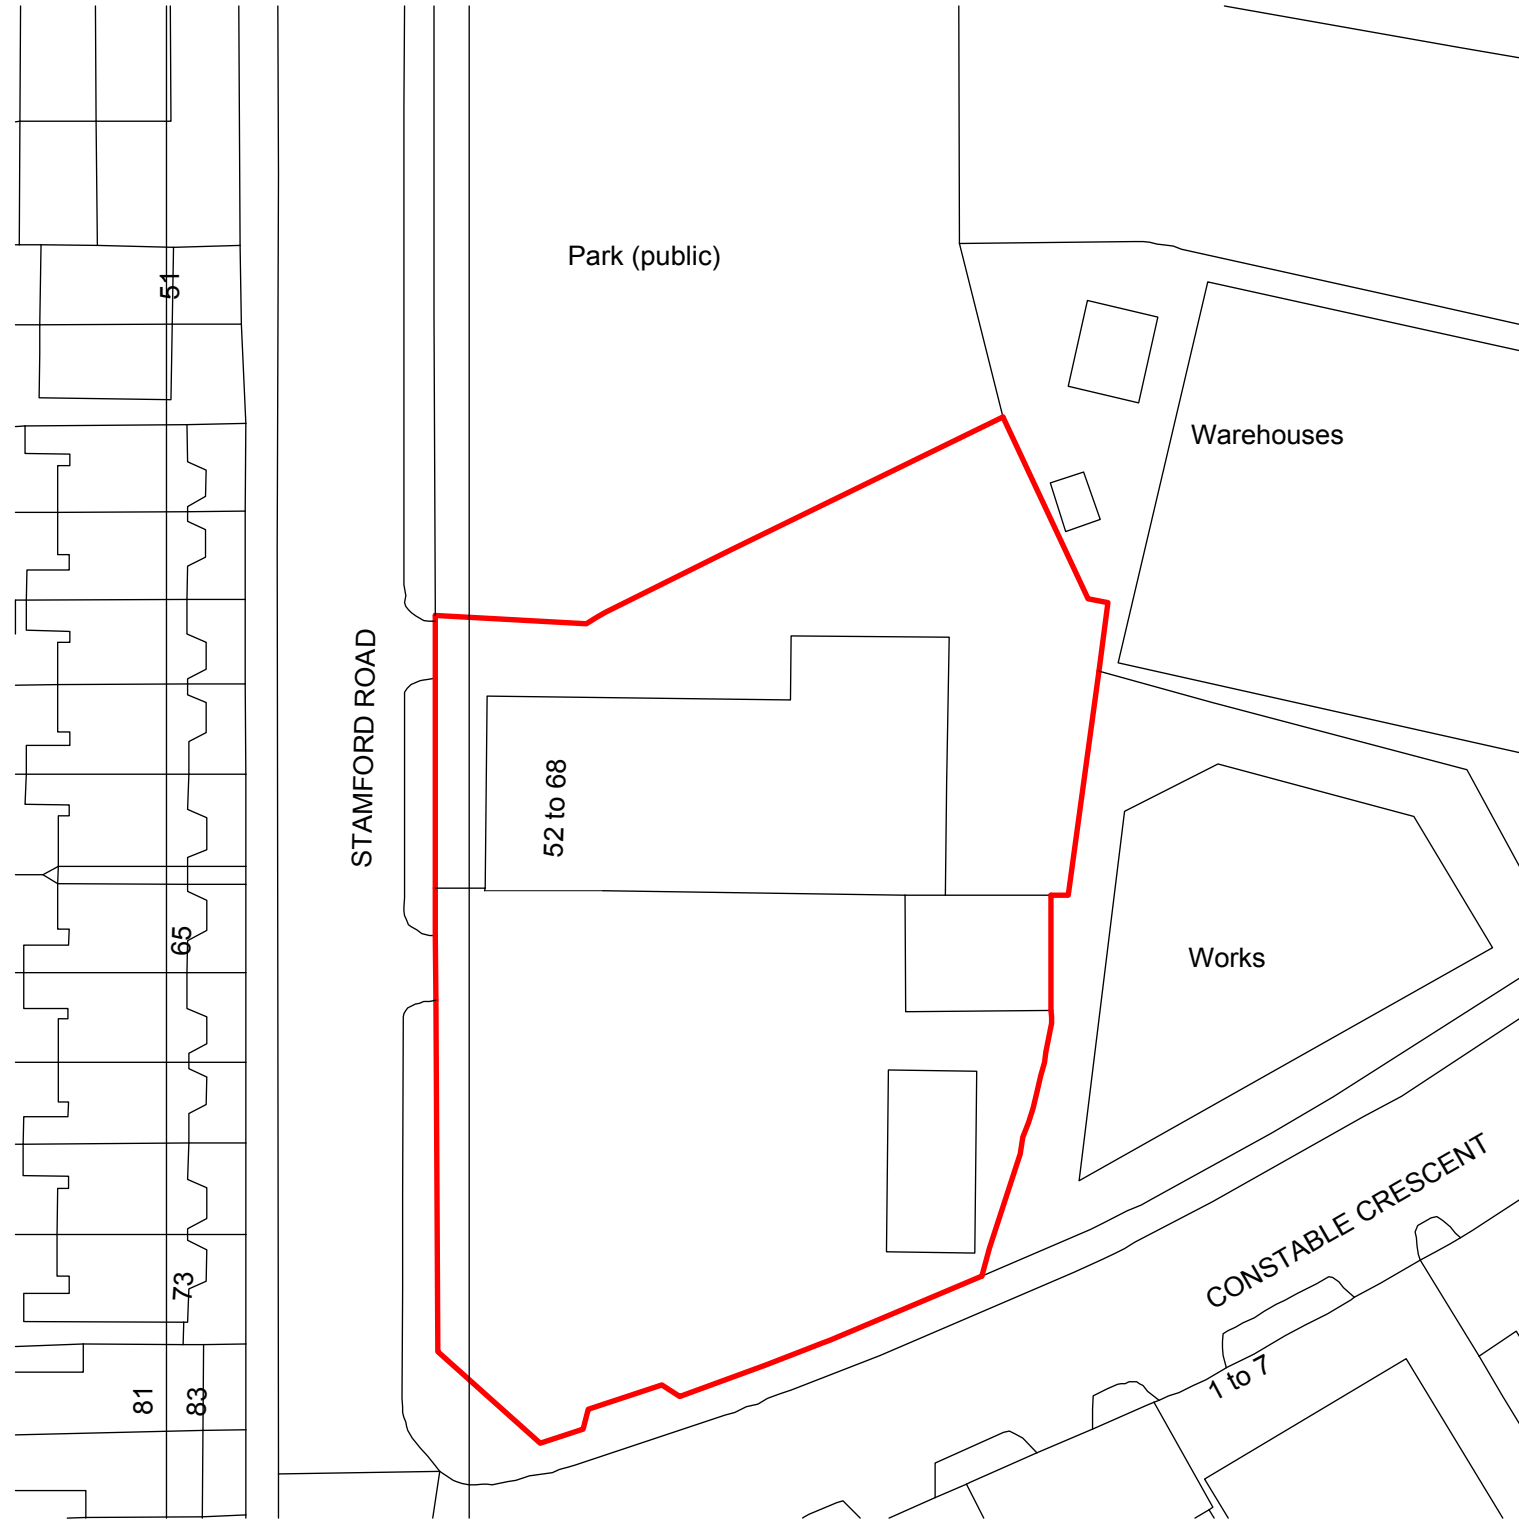 Park (public)
51
Warehouses
STAMFORD ROAD
52 to 68
65
Works
CONSTABLE CRESCENT
73
1 to 7
81
83